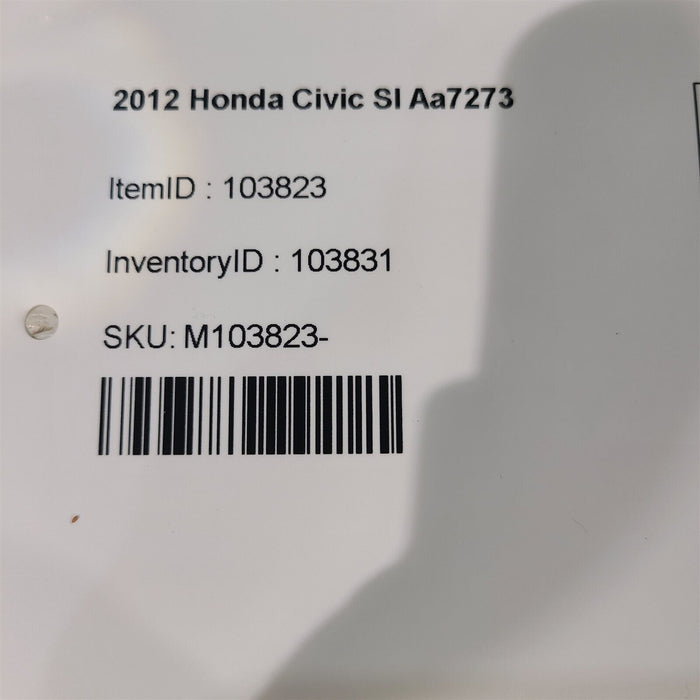 2012 Honda Civic SI Aa7273
ItemID : 103823
InventoryID : 103831
SKU: M103823-